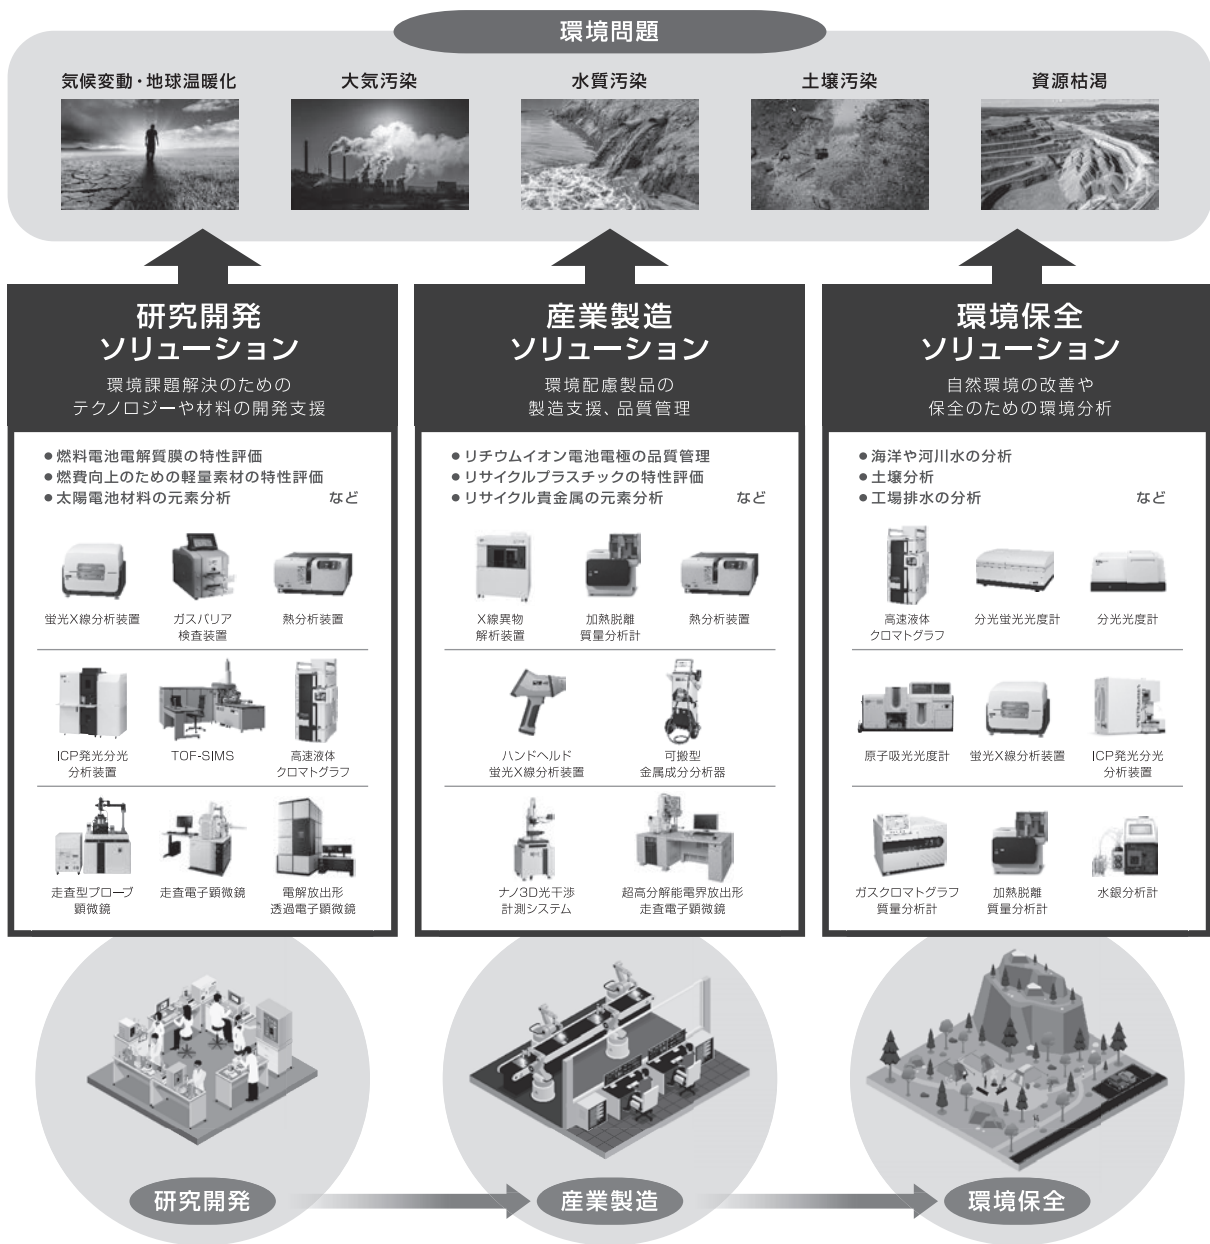 環境問題
気候変動・地球温暖化
大気汚染
水質汚染
土壌汚染
資源枯渇
研究開発
ソリューション
環境課題解決のための
テクノロジーや材料の開発支援
● 燃料電池電解質膜の特性評価
● 燃費向上のための軽量素材の特性評価
● 太陽電池材料の元素分析 など
蛍光X線分析装置
ガスバリア
検査装置
熱分析装置
ICP発光分光
分析装置
TOF-SIMS
高速液体
クロマトグラフ
走査型プローブ
顕微鏡
走査電子顕微鏡
電解放出形
透過電子顕微鏡
産業製造
ソリューション
環境配慮製品の
製造支援、品質管理
● リチウムイオン電池電極の品質管理
● リサイクルプラスチックの特性評価
● リサイクル貴金属の元素分析 など
X線異物
解析装置
加熱脱離
質量分析計
熱分析装置
ハンドヘルド
蛍光X線分析装置
可搬型
金属成分分析器
ナノ3D光干渉
計測システム
超高分解能電界放出形
走査電子顕微鏡
環境保全
ソリューション
自然環境の改善や
保全のための環境分析
● 海洋や河川水の分析
● 土壌分析
● 工場排水の分析 など
高速液体
クロマトグラフ
分光蛍光光度計
分光光度計
原子吸光光度計
蛍光X線分析装置
ICP発光分光
分析装置
ガスクロマトグラフ
質量分析計
加熱脱離
質量分析計
水銀分析計
研究開発
産業製造
環境保全